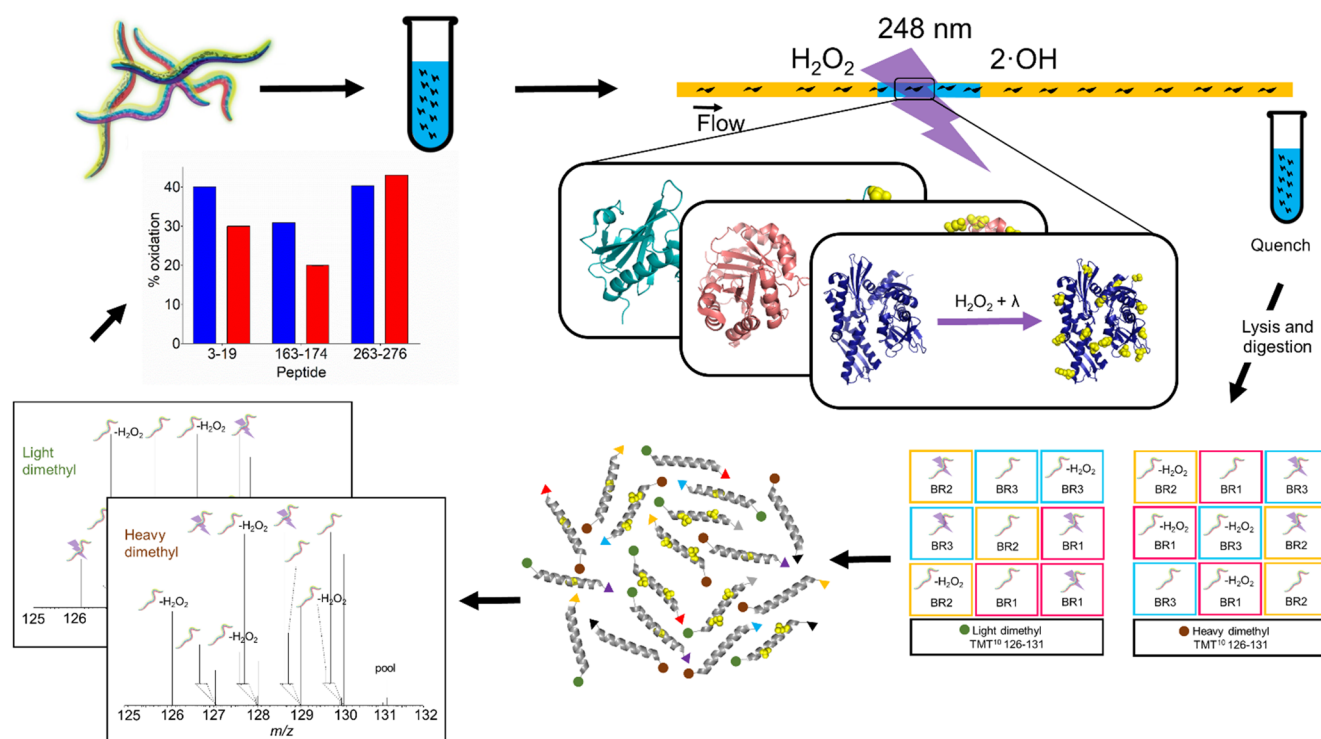 248 nm
H2O2
2·OH
Flow
Quench
Lysis and
digestion
H2O2 + λ
% oxidation
40
30
20
10
0
3-19
163-174
263-276
Peptide
Light
dimethyl
-H2O2
-H2O2
-H2O2
125
126
Heavy
dimethyl
-H2O2
-H2O2
-H2O2
-H2O2
pool
125
126
127
128
129
130
131
132
m/z
BR2
BR3
-H2O2
BR3
BR3
BR2
BR1
-H2O2
BR2
BR1
BR1
Light dimethyl
TMT10 126-131
-H2O2
BR2
BR1
BR3
-H2O2
BR1
-H2O2
BR3
BR2
BR3
-H2O2
BR1
BR2
Heavy dimethyl
TMT10 126-131